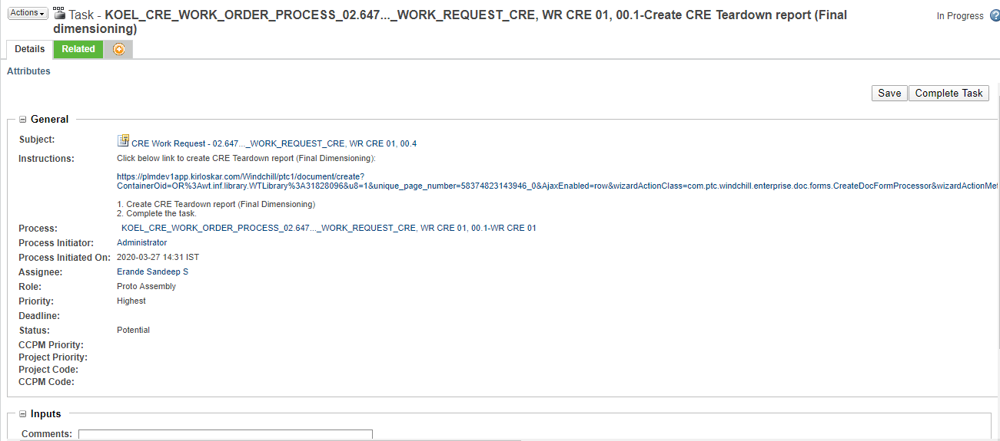 Actions
Task - KOEL_CRE_WORK_ORDER_PROCESS_02.647..._WORK_REQUEST_CRE, WR CRE 01, 00.1-Create CRE Teardown report (Final
dimensioning)
In Progress
Details Related
Attributes
Save Complete Task
General
Subject: CRE Work Request - 02.647..._WORK_REQUEST_CRE, WR CRE 01, 00.4
Instructions: Click below link to create CRE Teardown report (Final Dimensioning):
https://plmdev1app.kirloskar.com/Windchill/ptc1/document/create?
ContainerOid=OR%3Awt.inf.library.WTLibrary%3A31828096&u8=1&unique_page_number=58374823143946_0&AjaxEnabled=row&wizardActionClass=com.ptc.windchill.enterprise.doc.forms.CreateDocFormProcessor&wizardActionMet
1. Create CRE Teardown report (Final Dimensioning)
2. Complete the task.
Process: KOEL_CRE_WORK_ORDER_PROCESS_02.647..._WORK_REQUEST_CRE, WR CRE 01, 00.1-WR CRE 01
Process Initiator: Administrator
Process Initiated On: 2020-03-27 14:31 IST
Assignee: Erande Sandeep S
Role: Proto Assembly
Priority: Highest
Deadline:
Status: Potential
CCPM Priority:
Project Priority:
Project Code:
CCPM Code:
Inputs
Comments: